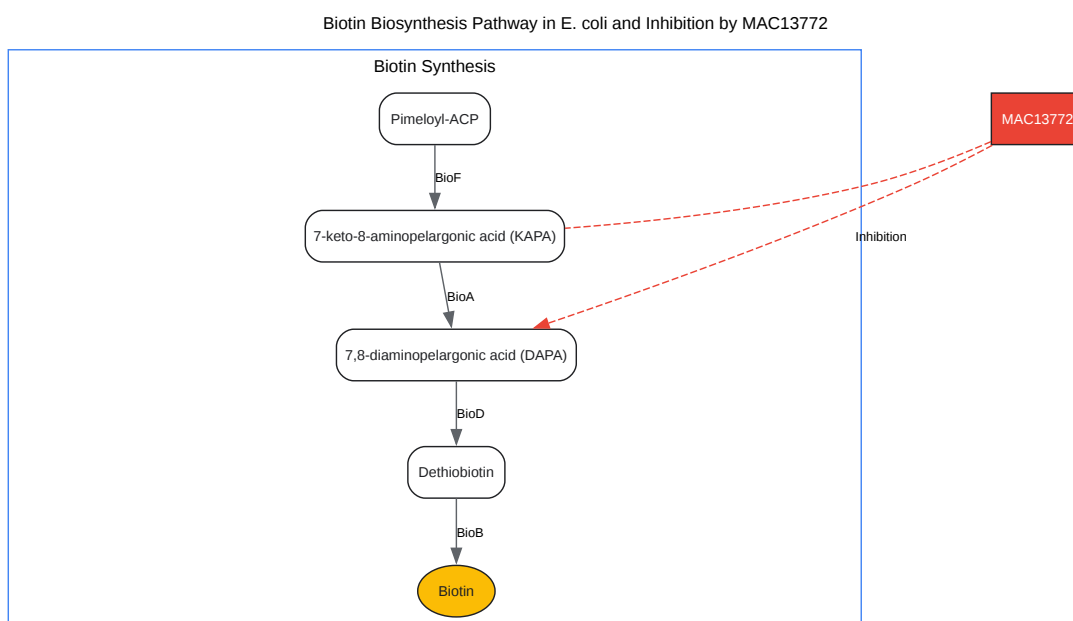 Biotin Biosynthesis Pathway in E. coli and Inhibition by MAC13772
Biotin Synthesis
Pimeloyl-ACP
MAC13772
BioF
7-keto-8-aminopelargonic acid (KAPA)
Inhibition
BioA
7,8-diaminopelargonic acid (DAPA)
BioD
Dethiobiotin
BioB
Biotin